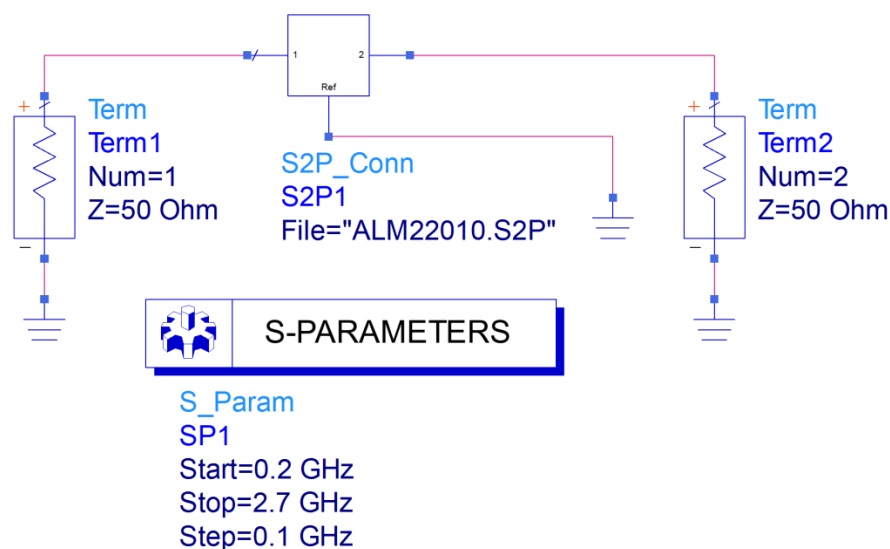 1
2
Ref
+
Term
Term1
Num=1
Z=50 Ohm
−
S2P_Conn
S2P1
File="ALM22010.S2P"
+
Term
Term2
Num=2
Z=50 Ohm
−
S-PARAMETERS
S_Param
SP1
Start=0.2 GHz
Stop=2.7 GHz
Step=0.1 GHz